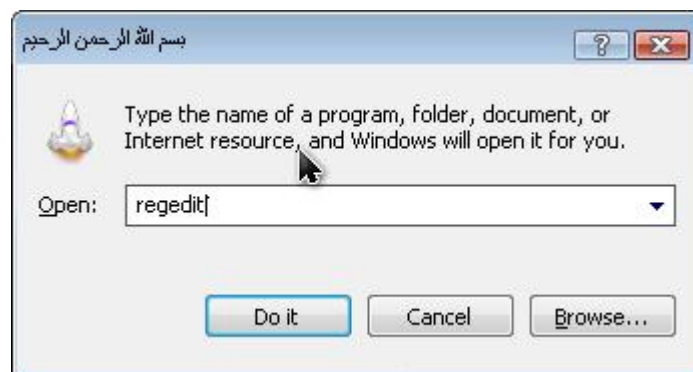 بسم الله الرحمن الرحيم
Type the name of a program, folder, document, or
Internet resource, and Windows will open it for you.
Open: regedit
Do it Cancel Browse...